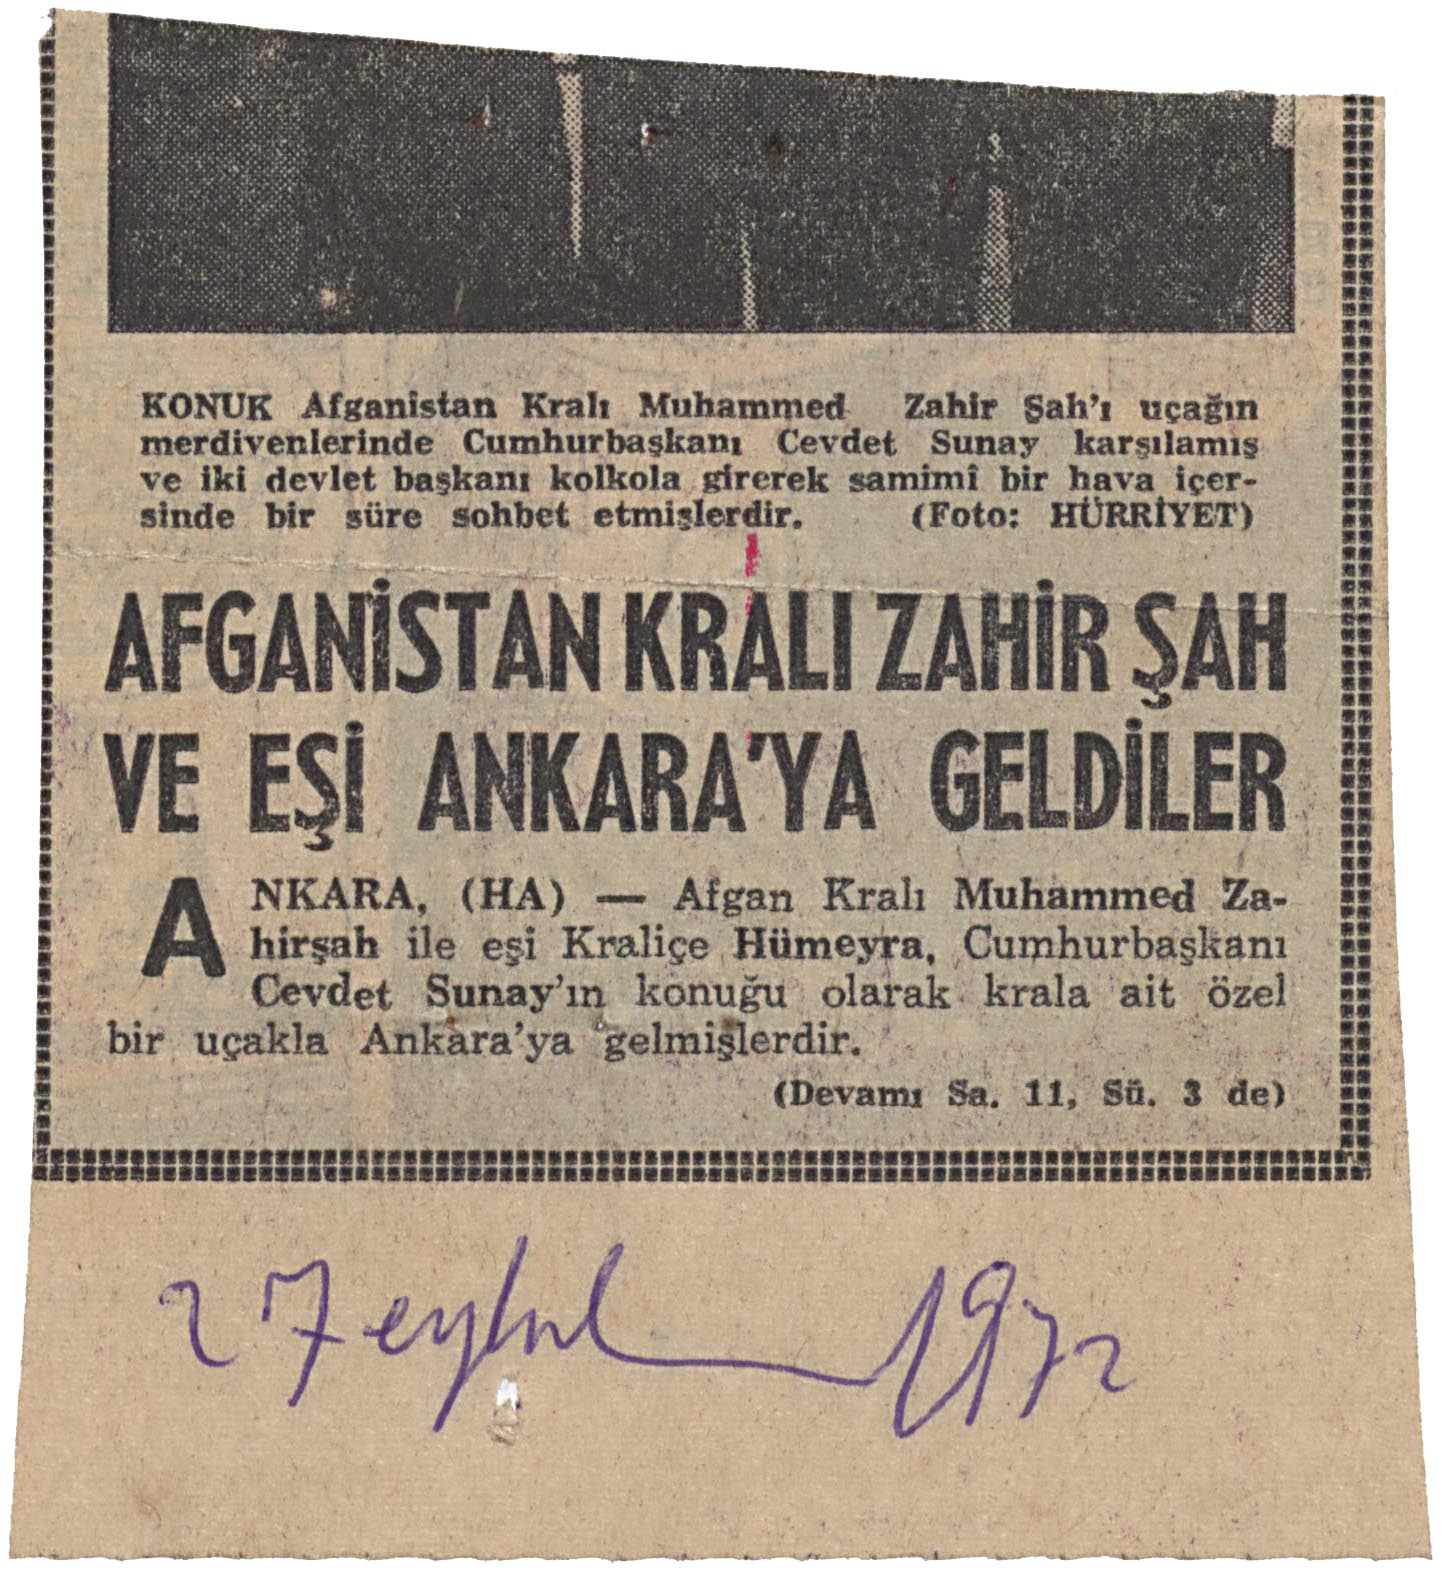 KONUK Afganistan Kralı Muhammed Zahir Şah'ı uçağın
merdivenlerinde Cumhurbaşkanı Cevdet Sunay karşılamış
ve iki devlet başkanı kolkola girerek samimî bir hava içer-
sinde bir süre sohbet etmişlerdir. (Foto: HÜRRİYET)
AFGANİSTAN KRALI ZAHİR ŞAH
VE EŞİ ANKARA'YA GELDİLER
ANKARA, (HA) — Afgan Kralı Muhammed Za-
hirşah ile eşi Kraliçe Hümeyra, Cumhurbaşkanı
Cevdet Sunay'ın konuğu olarak krala ait özel
bir uçakla Ankara'ya gelmişlerdir.
(Devamı Sa. 11, Sü. 3 de)
27 eylul 1972